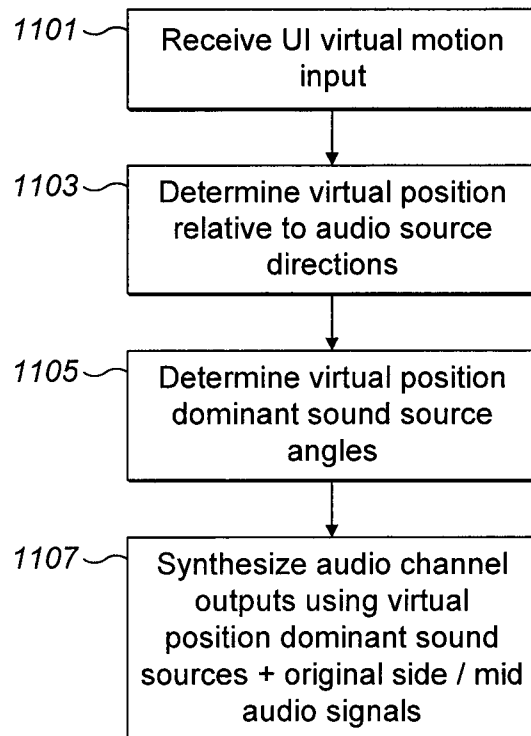 1101
Receive UI virtual motion
input
1103
Determine virtual position
relative to audio source
directions
1105
Determine virtual position
dominant sound source
angles
1107
Synthesize audio channel
outputs using virtual
position dominant sound
sources + original side / mid
audio signals